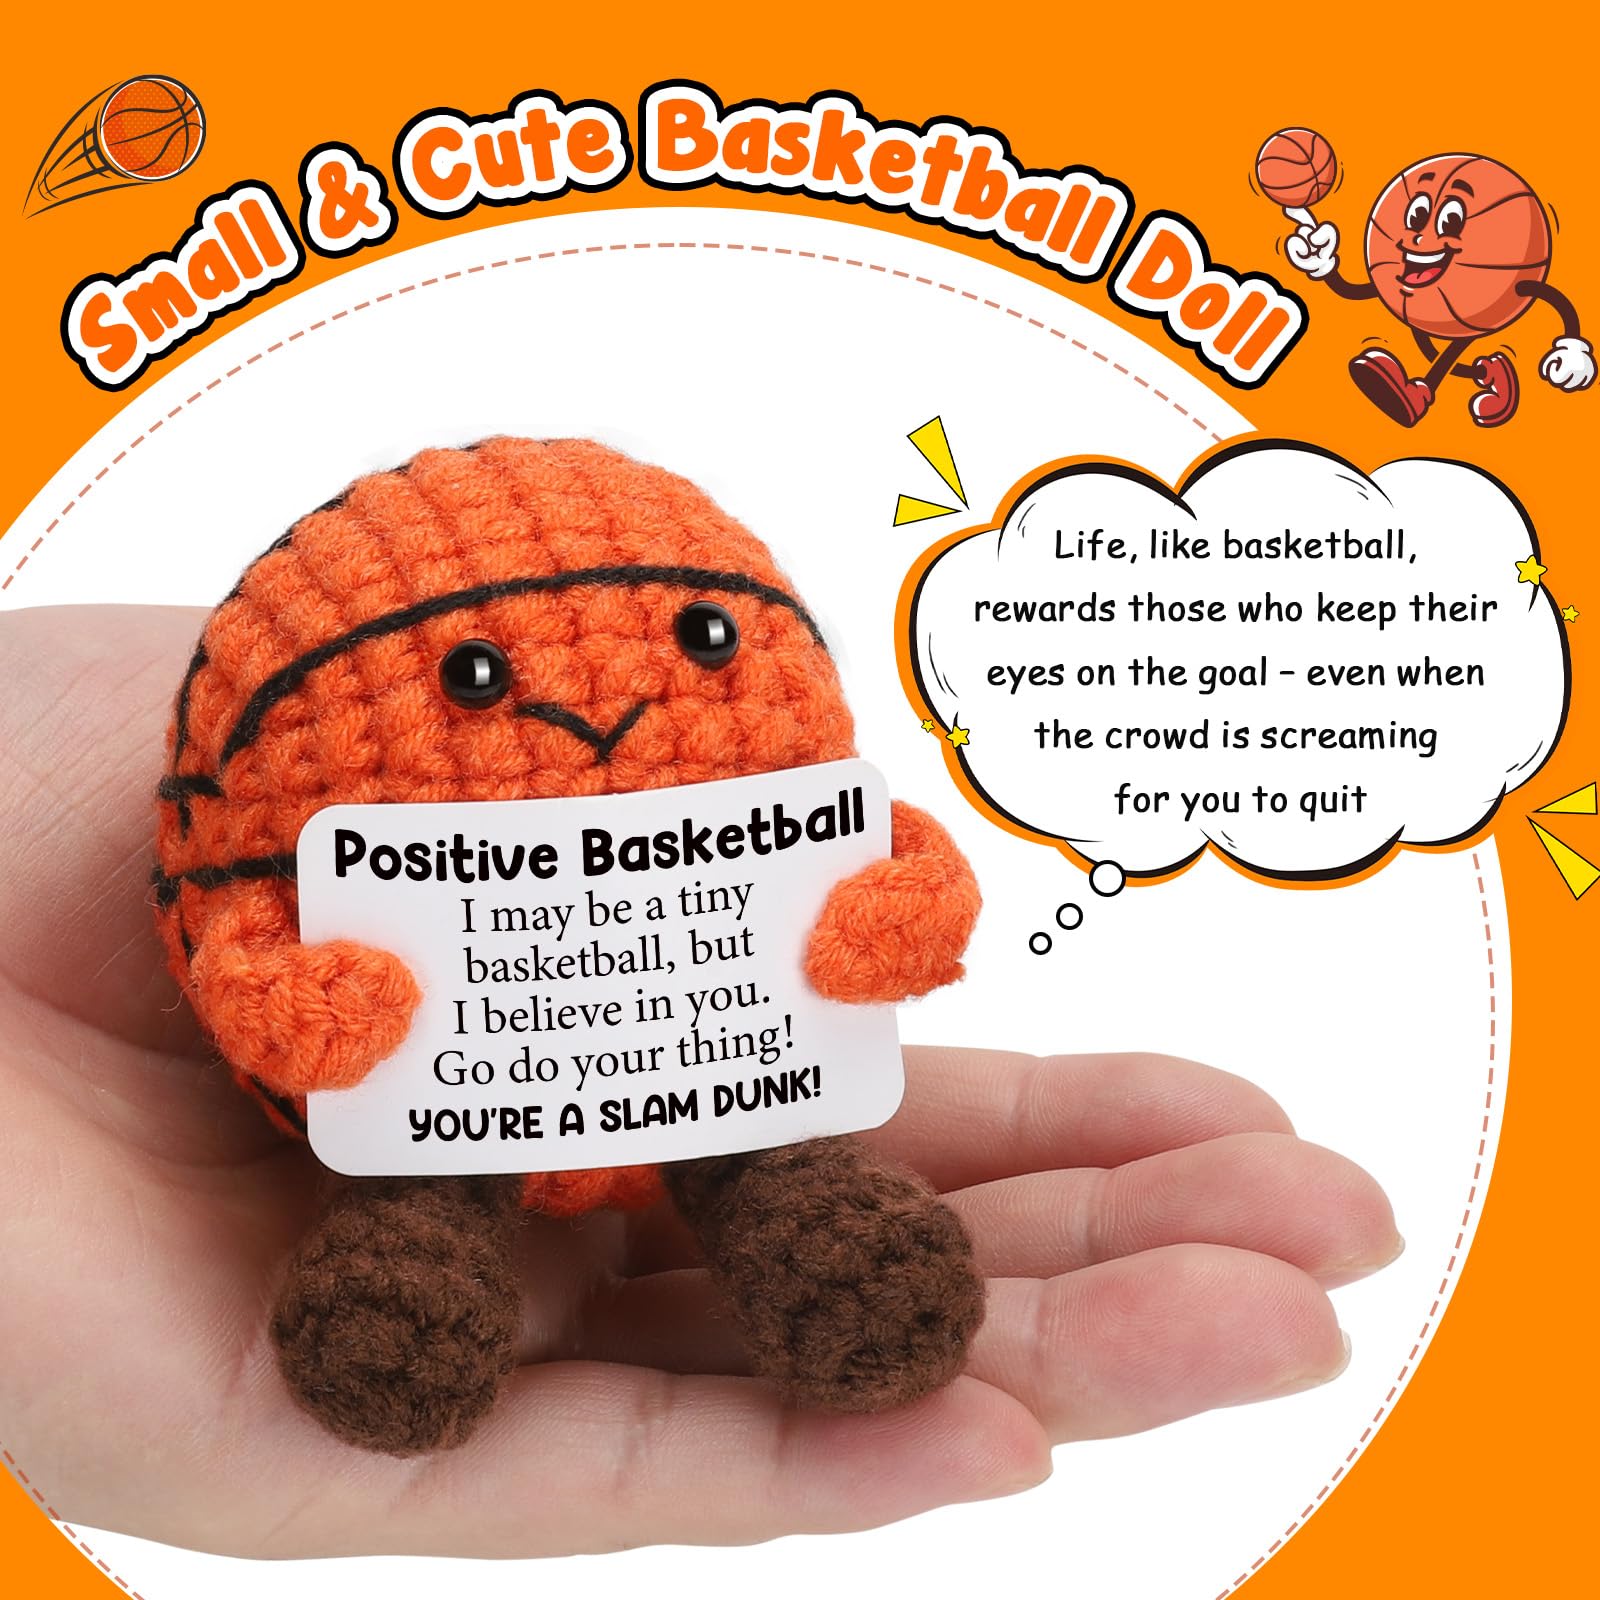 Small & Cute Basketball Doll
Life, like basketball,
rewards those who keep their
eyes on the goal – even when
the crowd is screaming
for you to quit
Positive Basketball
I may be a tiny
basketball, but
I believe in you.
Go do your thing!
YOU'RE A SLAM DUNK!